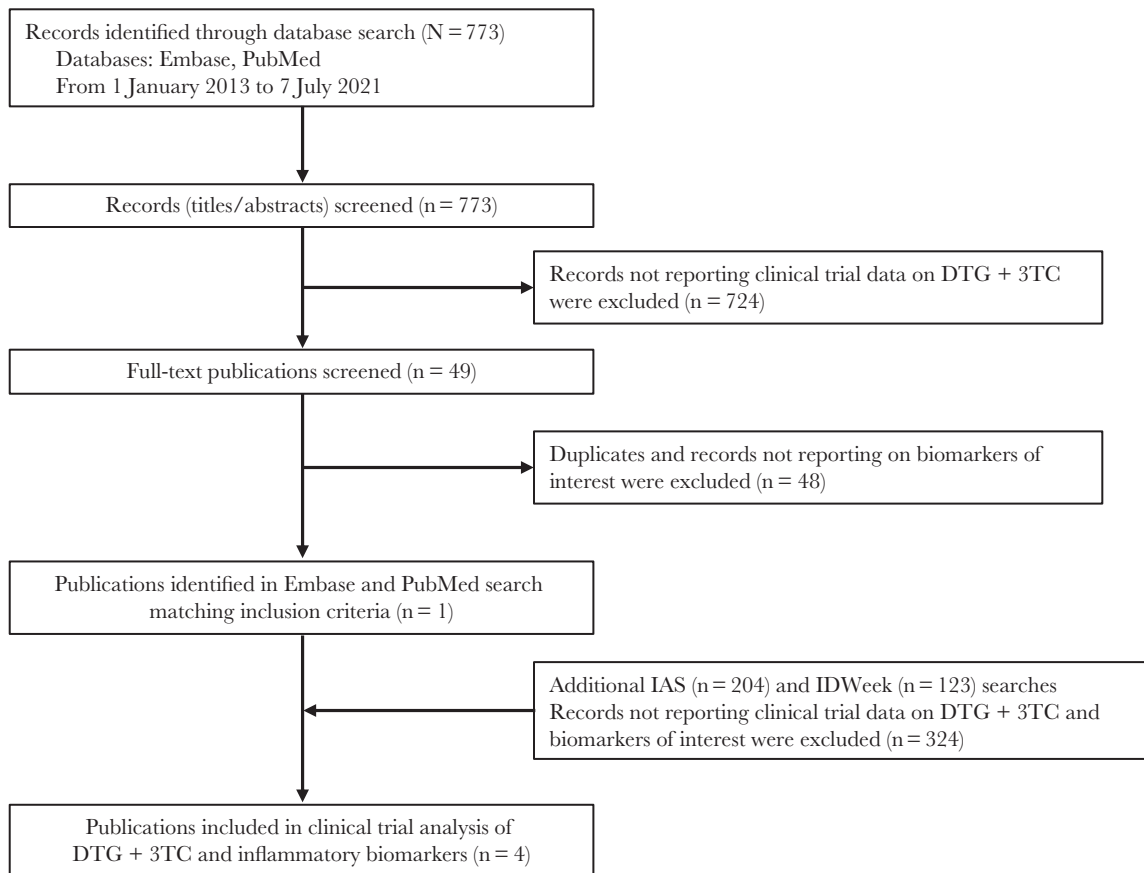 Records identified through database search (N = 773)
Databases: Embase, PubMed
From 1 January 2013 to 7 July 2021
Records (titles/abstracts) screened (n = 773)
Records not reporting clinical trial data on DTG + 3TC
were excluded (n = 724)
Full-text publications screened (n = 49)
Duplicates and records not reporting on biomarkers of
interest were excluded (n = 48)
Publications identified in Embase and PubMed search
matching inclusion criteria (n = 1)
Additional IAS (n = 204) and IDWeek (n = 123) searches
Records not reporting clinical trial data on DTG + 3TC and
biomarkers of interest were excluded (n = 324)
Publications included in clinical trial analysis of
DTG + 3TC and inflammatory biomarkers (n = 4)